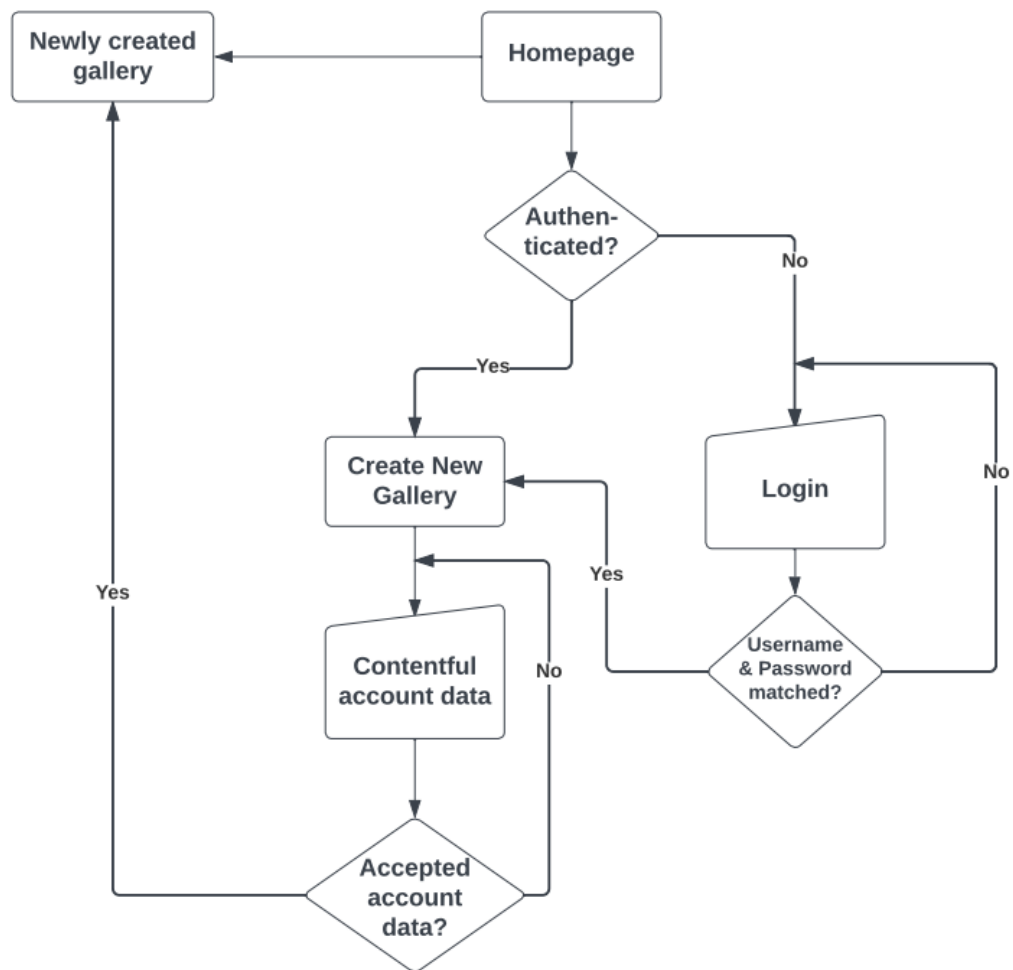 Newly created
gallery
Homepage
Authen-
ticated?
No
Yes
Create New
Gallery
Login
No
Yes
Yes
Username
& Password
matched?
Contentful
account data
No
Accepted
account
data?